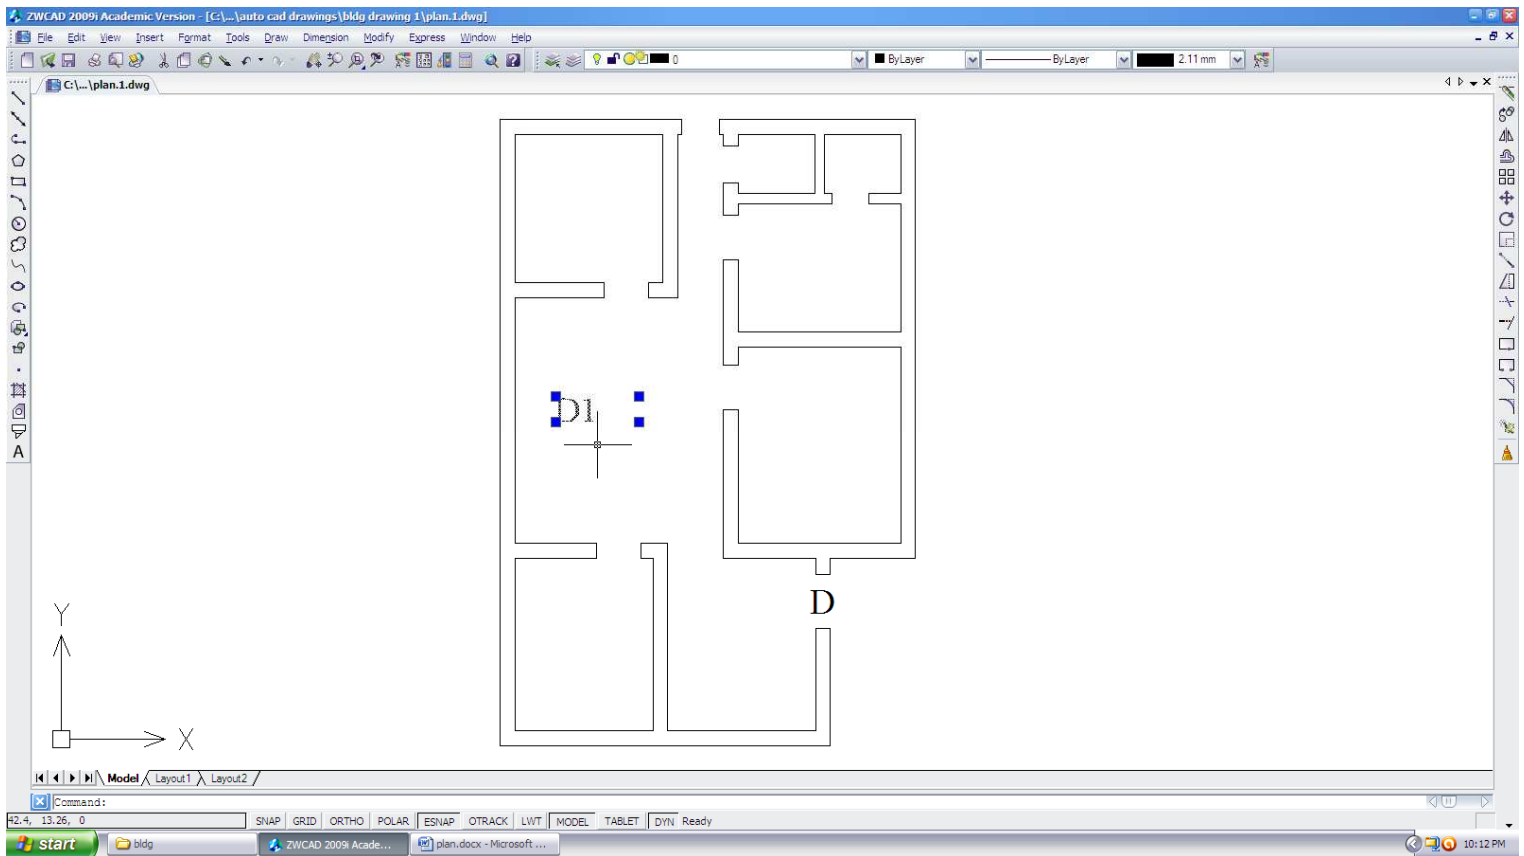 ZWCAD 2009i Academic Version - [C:\...\auto cad drawings\bldg drawing 1\plan.1.dwg]
File Edit View Insert Format Tools Draw Dimension Modify Express Window Help
0 ByLayer ByLayer 2.11 mm
C:\...\plan.1.dwg
D1
D
Y
X
A
Model Layout1 Layout2
Command:
42.4, 13.26, 0 SNAP GRID ORTHO POLAR ESNAP OTRACK LWT MODEL TABLET DYN Ready
start bldg ZWCAD 2009i Acade... plan.docx - Microsoft ... 10:12 PM